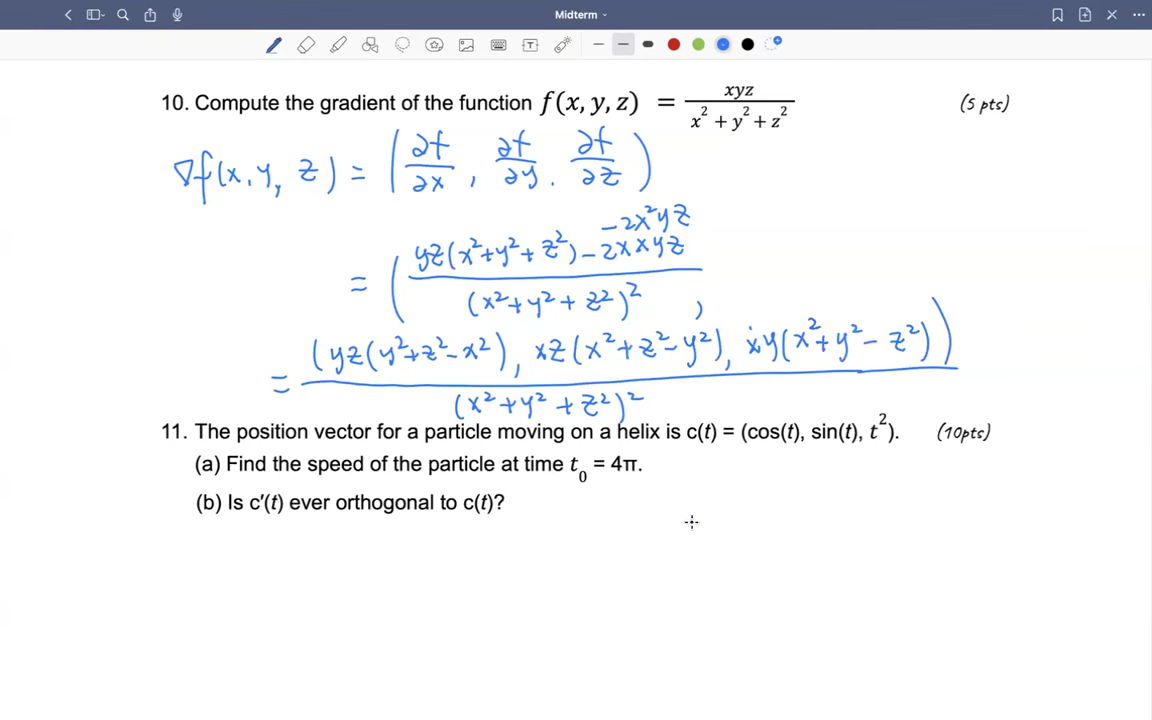 Midterm
10. Compute the gradient of the function f(x, y, z) = xyz / (x² + y² + z²) (5 pts)
∇f(x, y, z) = (∂f/∂x, ∂f/∂y . ∂f/∂z)
-2x²yz
= ( (yz(x²+y²+z²) - 2x x yz) / (x²+y²+z²)² ,
= (yz(y²+z²-x²), xz(x²+z²-y²), xy(x²+y²-z²)) / (x²+y²+z²)²
11. The position vector for a particle moving on a helix is c(t) = (cos(t), sin(t), t²). (10pts)
(a) Find the speed of the particle at time t₀ = 4π.
(b) Is c′(t) ever orthogonal to c(t)?